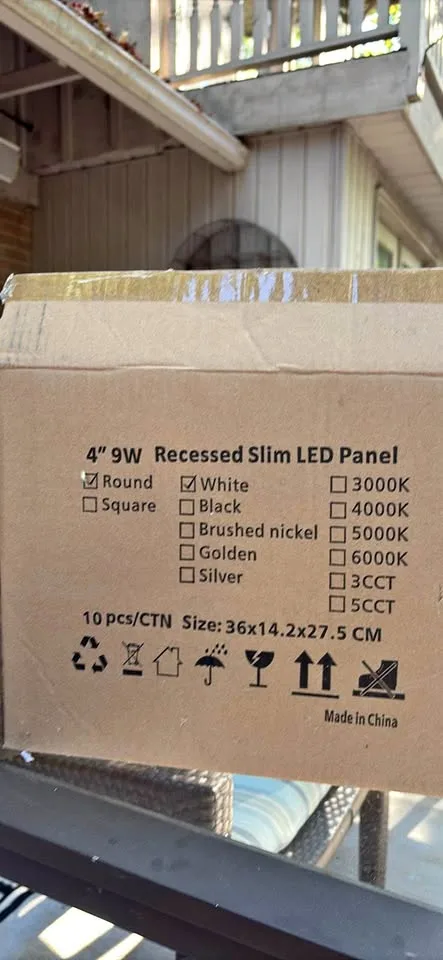 4" 9W Recessed Slim LED Panel
☑ Round ☑ White ☐ 3000K
☐ Square ☐ Black ☐ 4000K
☐ Brushed nickel ☐ 5000K
☐ Golden ☐ 6000K
☐ Silver ☐ 3CCT
☐ 5CCT
10 pcs/CTN Size: 36x14.2x27.5 CM
Made in China